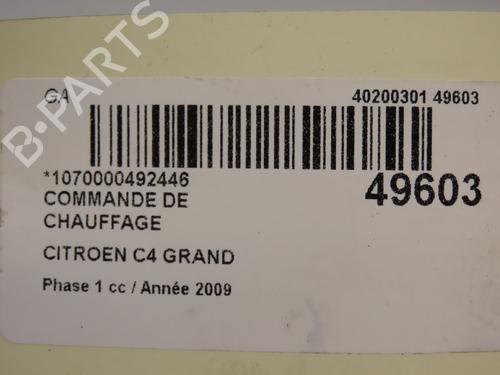 GA 40200301 49603
B-PARTS
*1070000492446
49603
COMMANDE DE
CHAUFFAGE
CITROEN C4 GRAND
Phase 1 cc / Année 2009